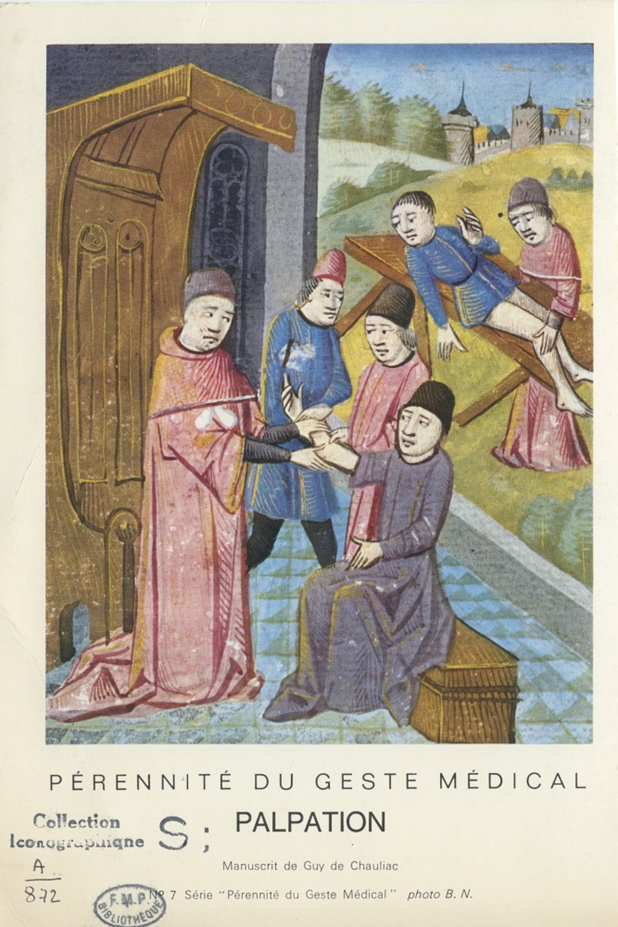 PÉRENNITÉ DU GESTE MÉDICAL
PALPATION
Collection
Iconographique
S;
A
872
Manuscrit de Guy de Chauliac
Nº 7 Série "Pérennité du Geste Médical" photo B. N.
F.M.P.
BIBLIOTHÈQUE